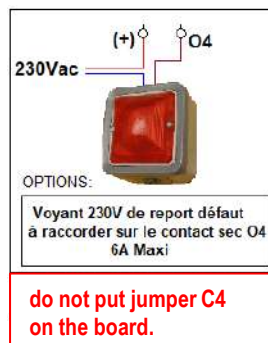 (+) O4
230Vac
OPTIONS:
Voyant 230V de report défaut
à raccorder sur le contact sec O4
6A Maxi
do not put jumper C4
on the board.